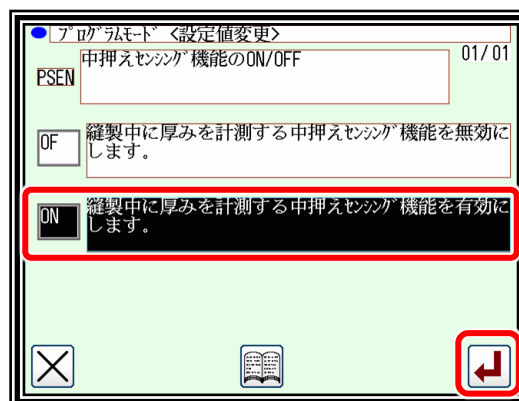 ﾌﾟﾛｸﾞﾗﾑﾓｰﾄﾞ <設定値変更>
01/01
PSEN 中押えｾﾝｼﾝｸﾞ機能のON/OFF
OF 縫製中に厚みを計測する中押えｾﾝｼﾝｸﾞ機能を無効に
します。
ON 縫製中に厚みを計測する中押えｾﾝｼﾝｸﾞ機能を有効に
します。